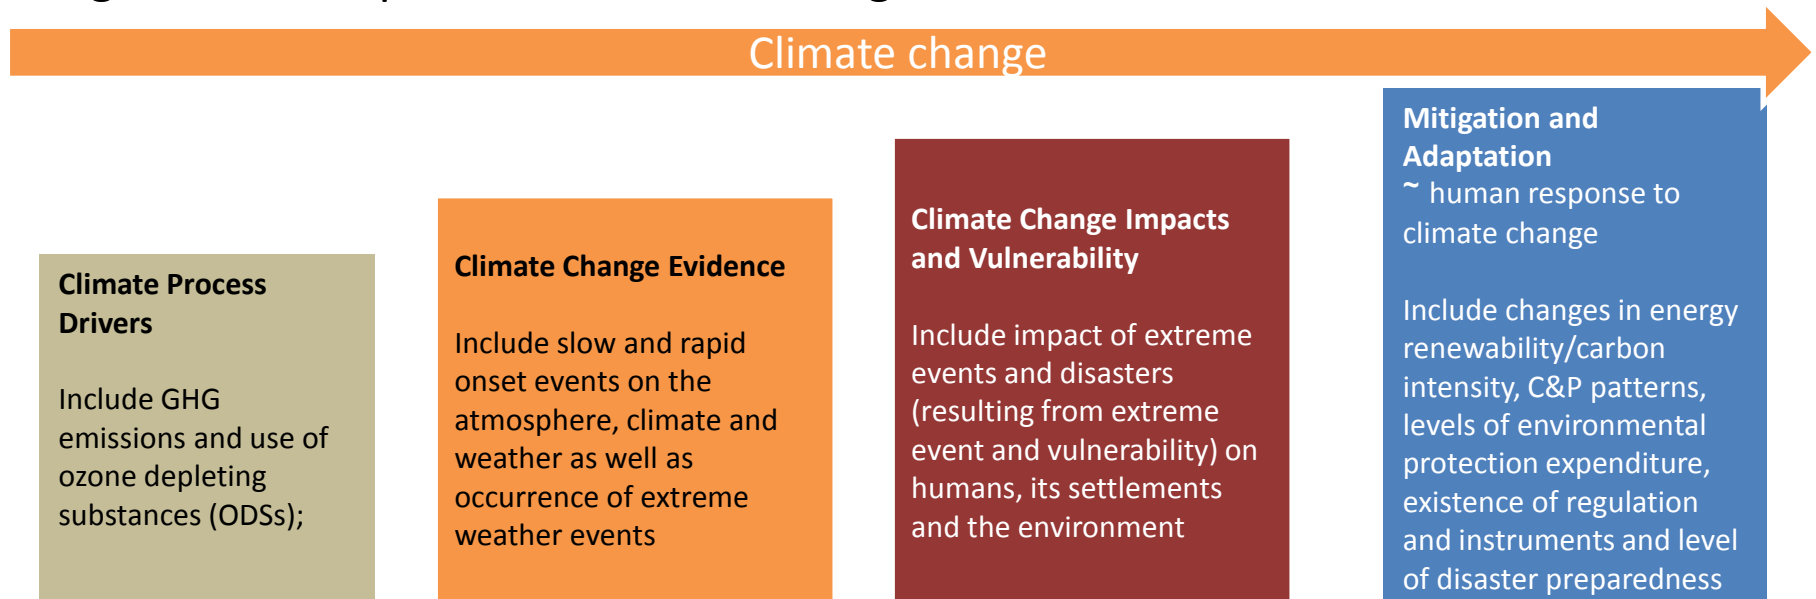 Climate change
Climate Process
Drivers
Include GHG
emissions and use of
ozone depleting
substances (ODSs);
Climate Change Evidence
Include slow and rapid
onset events on the
atmosphere, climate and
weather as well as
occurrence of extreme
weather events
Climate Change Impacts
and Vulnerability
Include impact of extreme
events and disasters
(resulting from extreme
event and vulnerability) on
humans, its settlements
and the environment
Mitigation and
Adaptation
~ human response to
climate change
Include changes in energy
renewability/carbon
intensity, C&P patterns,
levels of environmental
protection expenditure,
existence of regulation
and instruments and level
of disaster preparedness